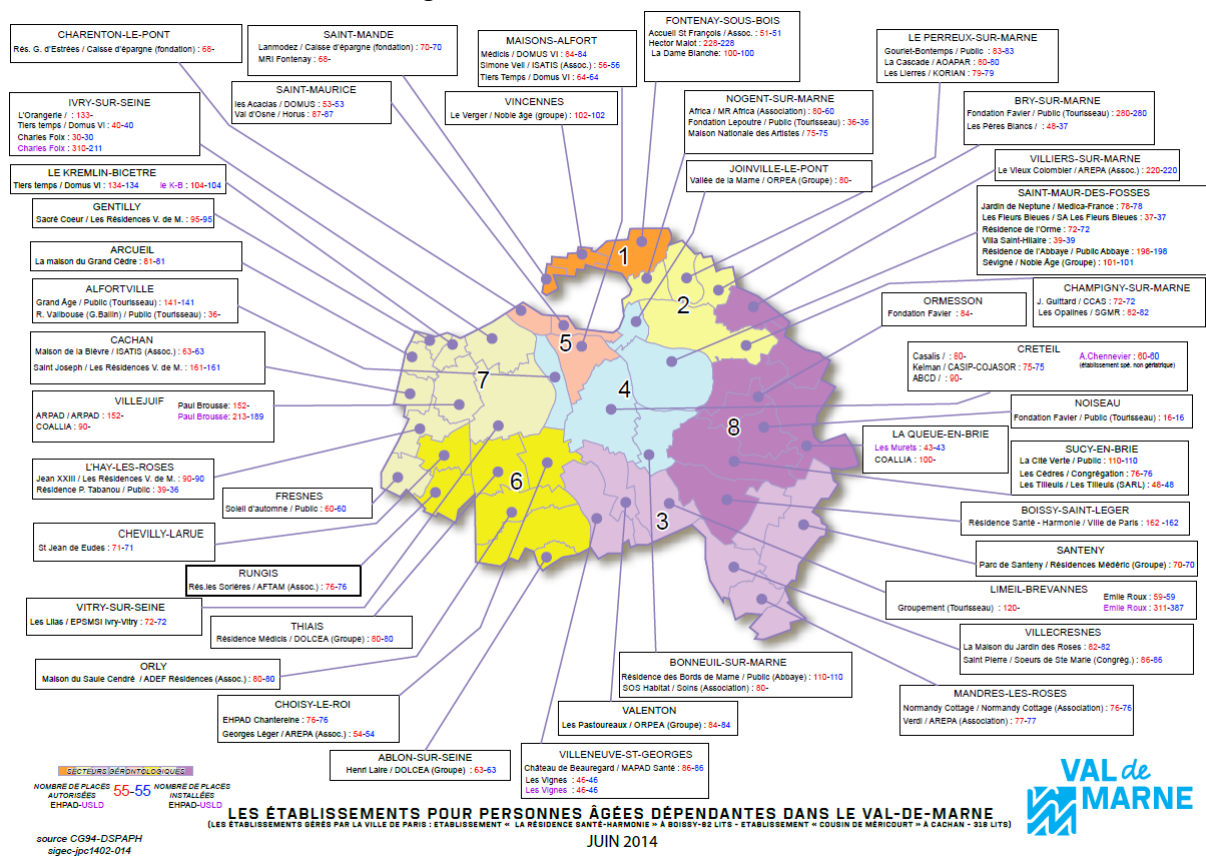 CHARENTON-LE-PONT
Rés. G. d'Estrées / Caisse d'épargne (fondation) : 68-
SAINT-MANDE
Lanmodez / Caisse d'épargne (fondation) : 70-70
MRI Fontenay : 68-
MAISONS-ALFORT
Médicis / DOMUS VI : 84-84
Simone Veil / ISATIS (Assoc.) : 56-56
Tiers Temps / Domus VI : 64-64
FONTENAY-SOUS-BOIS
Accueil St François / Assoc. : 51-51
Hector Malot : 228-228
La Dame Blanche: 100-100
LE PERREUX-SUR-MARNE
Gouriet-Bontemps / Public : 83-83
La Cascade / AOAPAR : 80-80
Les Lierres / KORIAN : 79-79
SAINT-MAURICE
les Acacias / DOMUS : 53-53
Val d'Osne / Horus : 87-87
VINCENNES
Le Verger / Noble âge (groupe) : 102-102
NOGENT-SUR-MARNE
Africa / MR Africa (Association) : 80-60
Fondation Lepoutre / Public (Tourisseau) : 36-36
Maison Nationale des Artistes / 75-75
BRY-SUR-MARNE
Fondation Favier / Public (Tourisseau) : 280-280
Les Pères Blancs / : 48-37
IVRY-SUR-SEINE
L'Orangerie / : 133-
Tiers temps / Domus VI : 40-40
Charles Foix : 30-30
Charles Foix : 310-211
JOINVILLE-LE-PONT
Vallée de la Marne / ORPEA (Groupe) : 80-
VILLIERS-SUR-MARNE
Le Vieux Colombier / AREPA (Assoc.) : 220-220
LE KREMLIN-BICETRE
Tiers temps / Domus VI : 134-134 le K-B : 104-104
SAINT-MAUR-DES-FOSSES
Jardin de Neptune / Medica-France : 78-78
Les Fleurs Bleues / SA Les Fleurs Bleues : 37-37
Résidence de l'Orme : 72-72
Villa Saint-Hilaire : 39-39
Résidence de l'Abbaye / Public Abbaye : 198-198
Sévigné / Noble Âge (Groupe) : 101-101
GENTILLY
Sacré Coeur / Les Résidences V. de M. : 95-95
ARCUEIL
La maison du Grand Cèdre : 81-81
CHAMPIGNY-SUR-MARNE
J. Guittard / CCAS : 72-72
Les Opalines / SGMR : 82-82
ALFORTVILLE
Grand Âge / Public (Tourisseau) : 141-141
R. Vallbouse (G.Ballin) / Public (Tourisseau) : 36-
ORMESSON
Fondation Favier : 84-
CACHAN
Maison de la Bièvre / ISATIS (Assoc.) : 63-63
Saint Joseph / Les Résidences V. de M. : 161-161
CRETEIL
Casalis / : 80-
Kelman / CASIP-COJASOR : 75-75
ABCD / : 90-
A.Chennevier : 60-60
(établissement spé. non gériatrique)
VILLEJUIF
ARPAD / ARPAD : 152-
COALLIA : 90-
Paul Brousse: 152-
Paul Brousse: 213-189
NOISEAU
Fondation Favier / Public (Tourisseau) : 16-16
LA QUEUE-EN-BRIE
Les Murets : 43-43
COALLIA : 100-
SUCY-EN-BRIE
La Cité Verte / Public : 110-110
Les Cèdres / Congrégation : 76-76
Les Tilleuls / Les Tilleuls (SARL) : 48-48
L'HAY-LES-ROSES
Jean XXIII / Les Résidences V. de M. : 90-90
Résidence P. Tabanou / Public : 39-36
FRESNES
Soleil d'automne / Public : 60-60
BOISSY-SAINT-LEGER
Résidence Santé - Harmonie / Ville de Paris : 162 -162
CHEVILLY-LARUE
St Jean de Eudes : 71-71
SANTENY
Parc de Santeny / Résidences Médéric (Groupe) : 70-70
RUNGIS
Rés.les Sorières / AFTAM (Assoc.) : 76-76
LIMEIL-BREVANNES
Groupement (Tourisseau) : 120-
Emile Roux : 59-59
Emile Roux : 311-387
VITRY-SUR-SEINE
Les Lilas / EPSMSI Ivry-Vitry : 72-72
THIAIS
Résidence Médicis / DOLCEA (Groupe) : 80-80
VILLECRESNES
La Maison du Jardin des Roses : 82-82
Saint Pierre / Soeurs de Ste Marie (Congrég.) : 86-86
ORLY
Maison du Saule Cendré / ADEF Résidences (Assoc.) : 80-80
BONNEUIL-SUR-MARNE
Résidence des Bords de Marne / Public (Abbaye) : 110-110
SOS Habitat / Soins (Association) : 80-
MANDRES-LES-ROSES
Normandy Cottage / Normandy Cottage (Association) : 76-76
Verdi / AREPA (Association) : 77-77
CHOISY-LE-ROI
EHPAD Chantereine : 76-76
Georges Léger / AREPA (Assoc.) : 54-54
VALENTON
Les Pastoureaux / ORPEA (Groupe) : 84-84
ABLON-SUR-SEINE
Henri Laire / DOLCEA (Groupe) : 63-63
VILLENEUVE-ST-GEORGES
Château de Beauregard / MAPAD Santé : 86-86
Les Vignes : 46-46
Les Vignes : 46-46
1
2
5
7
4
8
6
3
SECTEURS GÉRONTOLOGIQUES
NOMBRE DE PLACES AUTORISÉES EHPAD-USLD
55-55
NOMBRE DE PLACES INSTALLÉES EHPAD-USLD
source CG94-DSPAPH
sigec-jpc1402-014
LES ÉTABLISSEMENTS POUR PERSONNES ÂGÉES DÉPENDANTES DANS LE VAL-DE-MARNE
(LES ÉTABLISSEMENTS GÉRÉS PAR LA VILLE DE PARIS : ETABLISSEMENT « LA RÉSIDENCE SANTÉ-HARMONIE » À BOISSY-82 LITS - ETABLISSEMENT « COUSIN DE MÉRICOURT » À CACHAN - 318 LITS)
JUIN 2014
VAL de
MARNE